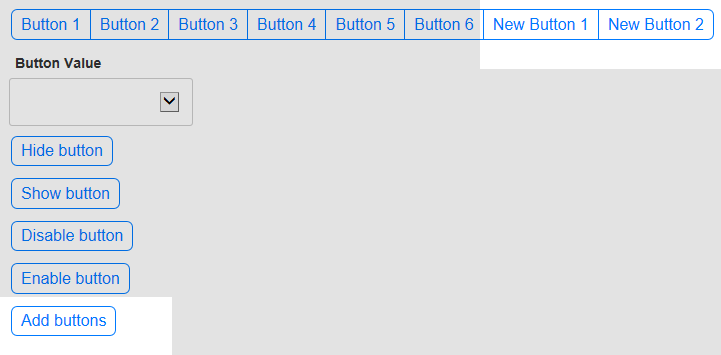 Button 1 Button 2 Button 3 Button 4 Button 5 Button 6 New Button 1 New Button 2
Button Value
Hide button
Show button
Disable button
Enable button
Add buttons